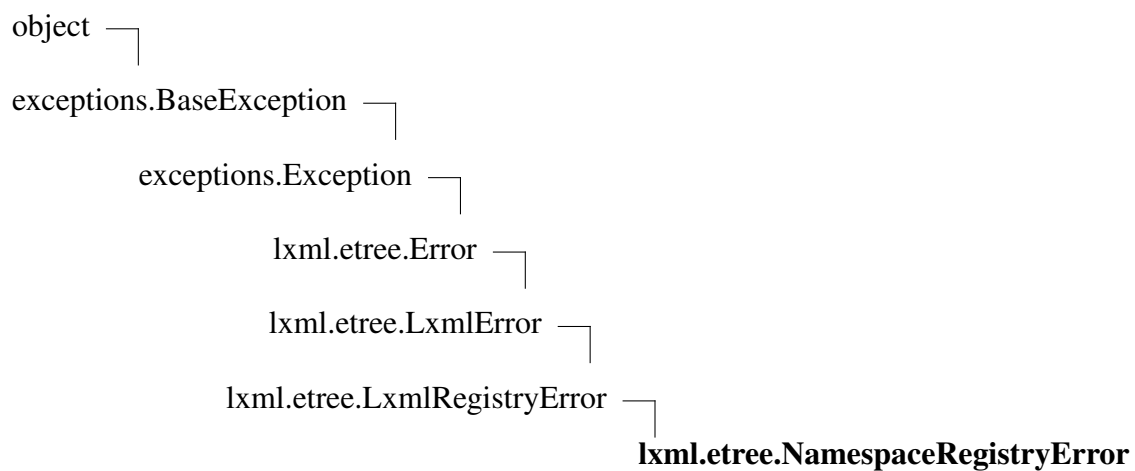 object
exceptions.BaseException
exceptions.Exception
lxml.etree.Error
lxml.etree.LxmlError
lxml.etree.LxmlRegistryError
lxml.etree.NamespaceRegistryError